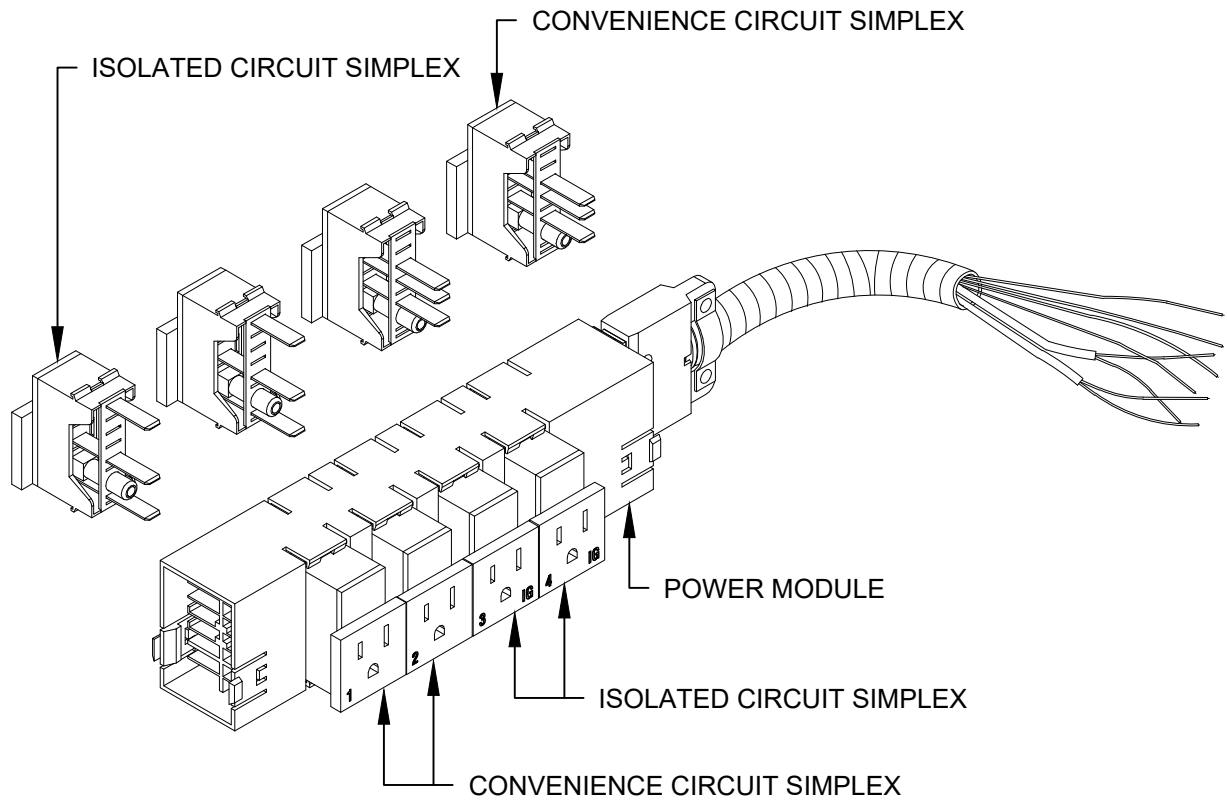 CONVENIENCE CIRCUIT SIMPLEX
ISOLATED CIRCUIT SIMPLEX
4 IG
3 IG
2
1
POWER MODULE
ISOLATED CIRCUIT SIMPLEX
CONVENIENCE CIRCUIT SIMPLEX